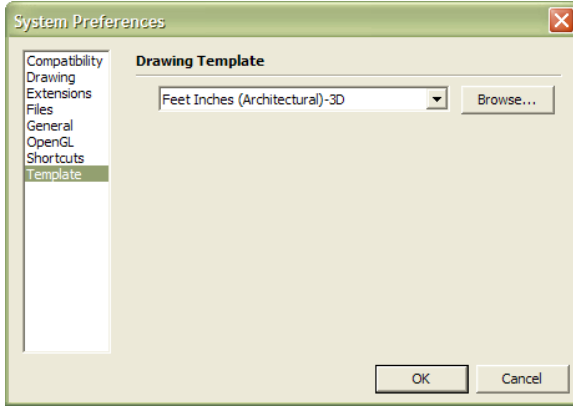 System Preferences
Compatibility
Drawing
Extensions
Files
General
OpenGL
Shortcuts
Template
Drawing Template
Feet Inches (Architectural)-3D
Browse...
OK
Cancel